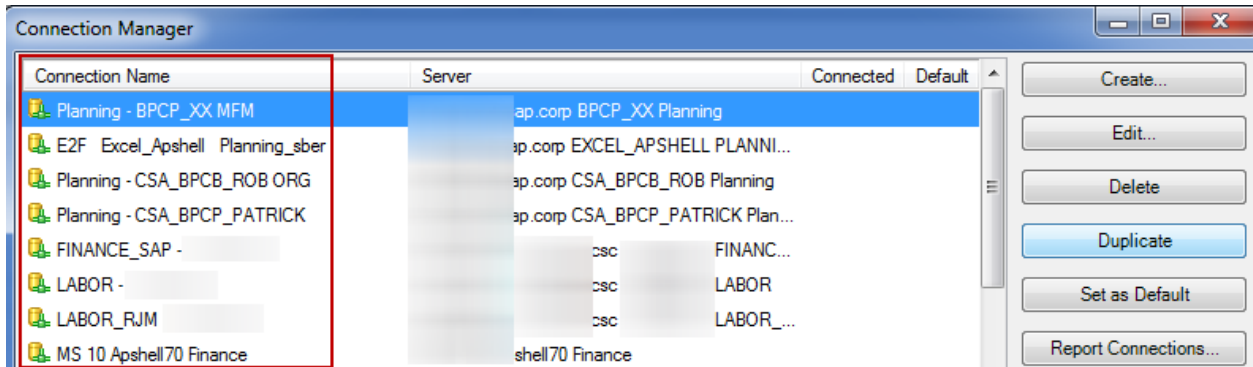 Connection Manager
Connection Name Server Connected Default Create...
Planning - BPCP_XX MFM ap.corp BPCP_XX Planning
E2F Excel_Apshell Planning_sber ap.corp EXCEL_APSHELL PLANNI... Edit...
Planning - CSA_BPCB_ROB ORG ap.corp CSA_BPCB_ROB Planning Delete
Planning - CSA_BPCP_PATRICK ap.corp CSA_BPCP_PATRICK Plan...
FINANCE_SAP - csc FINANC... Duplicate
LABOR - csc LABOR Set as Default
LABOR_RJM csc LABOR_...
MS 10 Apshell70 Finance shell70 Finance Report Connections...